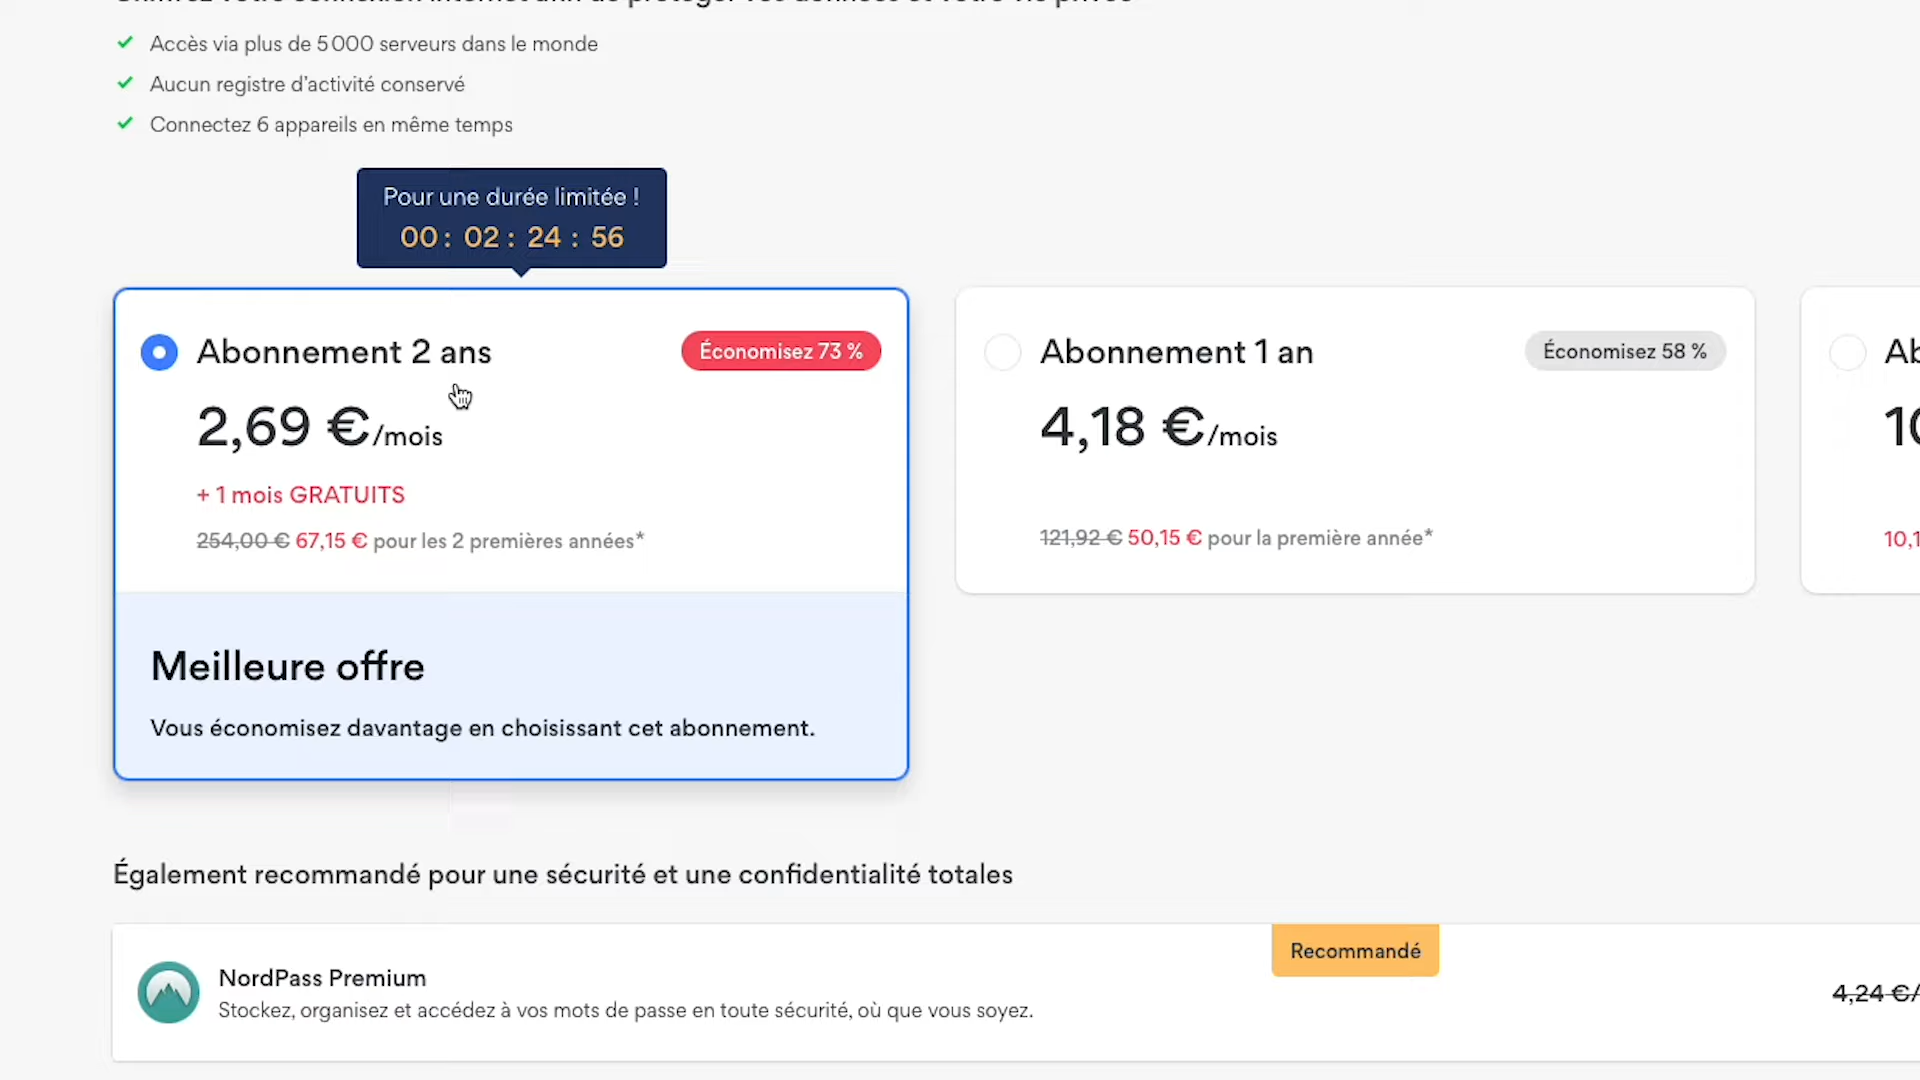 Accès via plus de 5 000 serveurs dans le monde
Aucun registre d'activité conservé
Connectez 6 appareils en même temps
Pour une durée limitée !
00 : 02 : 24 : 56
Abonnement 2 ans
Économisez 73 %
2,69 €/mois
+ 1 mois GRATUITS
254,00 € 67,15 € pour les 2 premières années*
Meilleure offre
Vous économisez davantage en choisissant cet abonnement.
Abonnement 1 an
Économisez 58 %
4,18 €/mois
121,92 € 50,15 € pour la première année*
Également recommandé pour une sécurité et une confidentialité totales
Recommandé
NordPass Premium
4,24 €/
Stockez, organisez et accédez à vos mots de passe en toute sécurité, où que vous soyez.